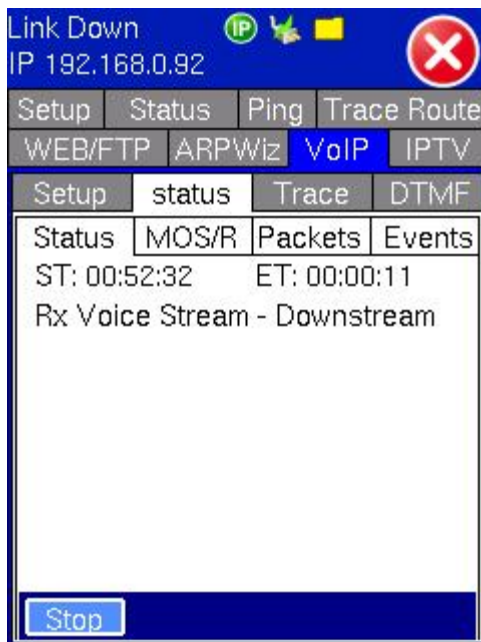 Link Down
IP
IP 192.168.0.92
Setup Status Ping Trace Route
WEB/FTP ARPWiz VoIP IPTV
Setup status Trace DTMF
Status MOS/R Packets Events
ST: 00:52:32 ET: 00:00:11
Rx Voice Stream - Downstream
Stop